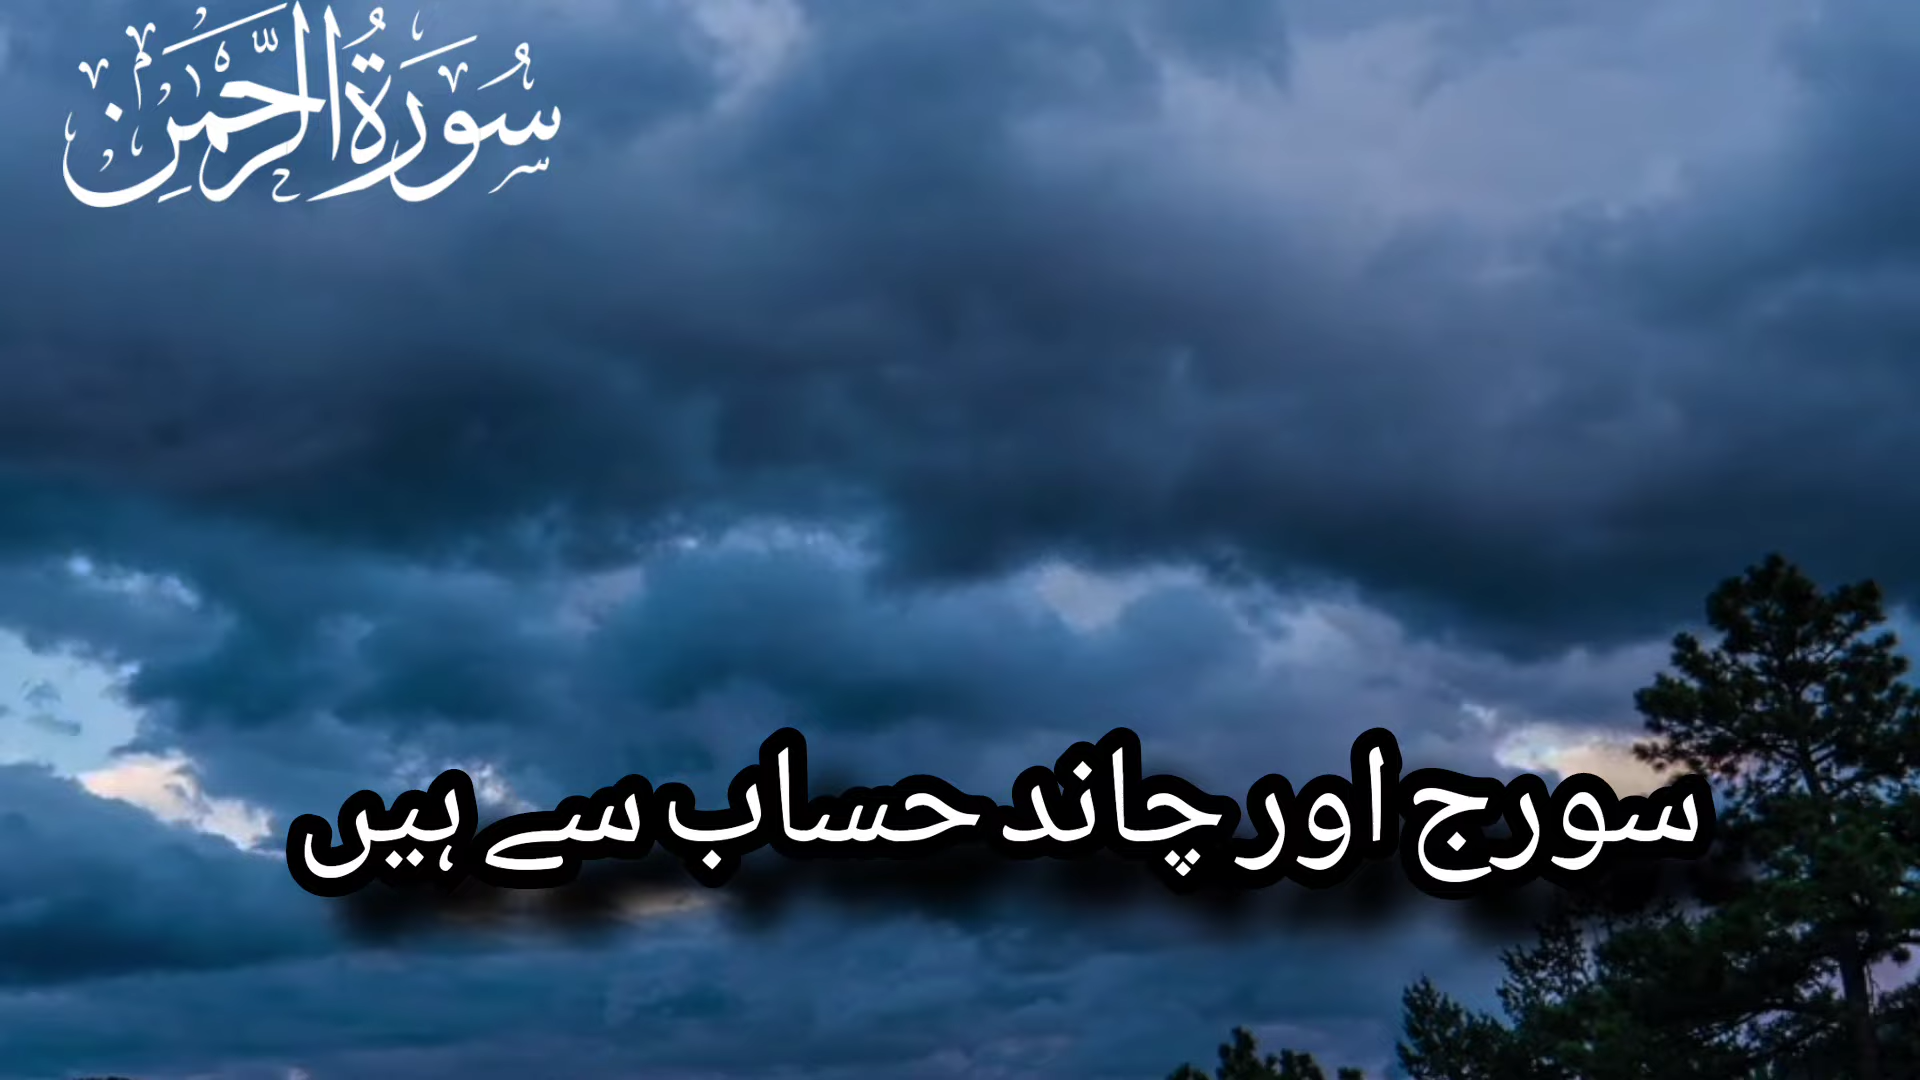 سُورَةُ الرَّحْمٰنِ
سورج اور چاند حساب سے ہیں